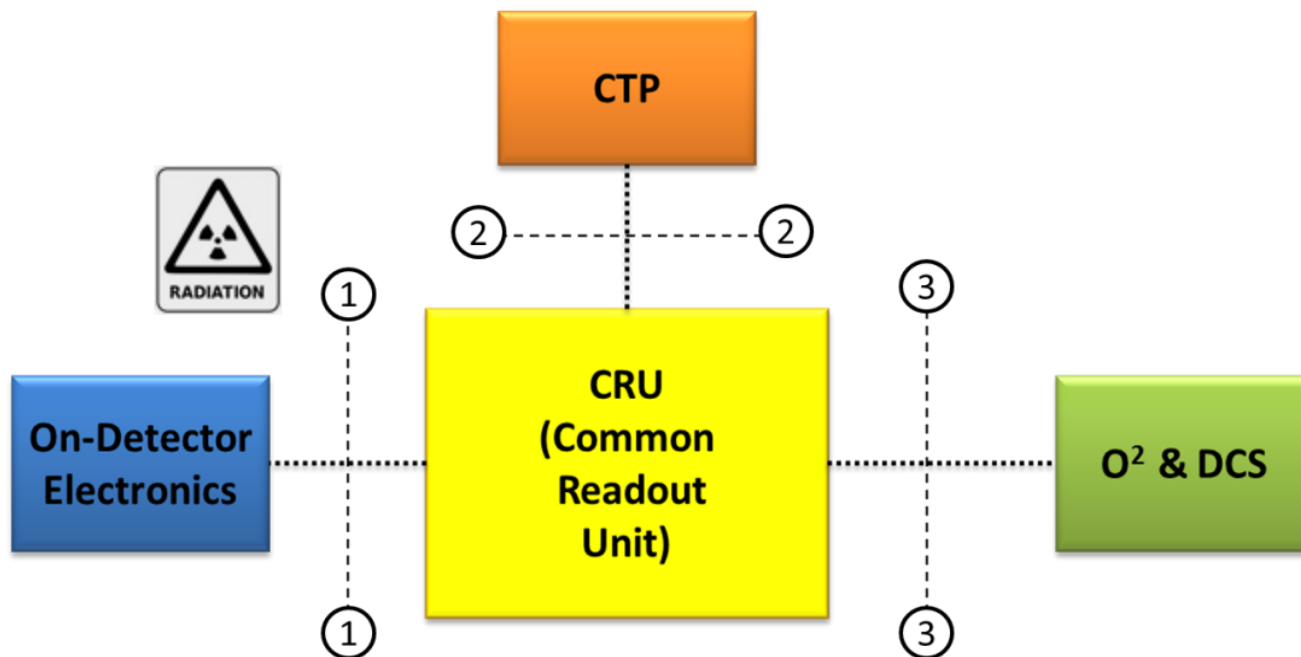 CTP
2
2
RADIATION
1
3
CRU
(Common
Readout
Unit)
On-Detector
Electronics
O² & DCS
1
3